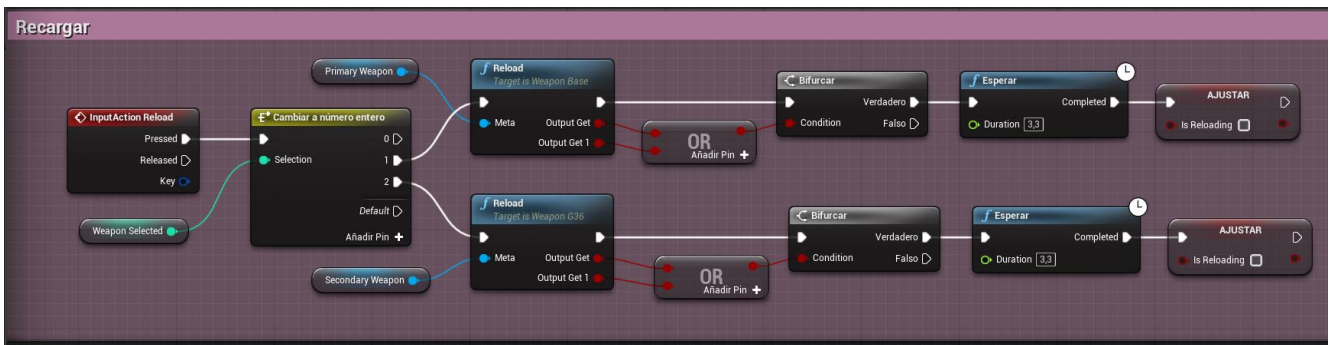 Recargar
Primary Weapon
InputAction Reload
Pressed
Released
Key
Weapon Selected
Cambiar a número entero
0
Selection
1
2
Default
Añadir Pin
Reload
Target is Weapon Base
Meta
Output Get
Output Get 1
OR
Añadir Pin
Bifurcar
Verdadero
Condition
Falso
Esperar
Completed
Duration 3,3
AJUSTAR
Is Reloading
Secondary Weapon
Reload
Target is Weapon G36
Meta
Output Get
Output Get 1
OR
Añadir Pin
Bifurcar
Verdadero
Condition
Falso
Esperar
Completed
Duration 3,3
AJUSTAR
Is Reloading